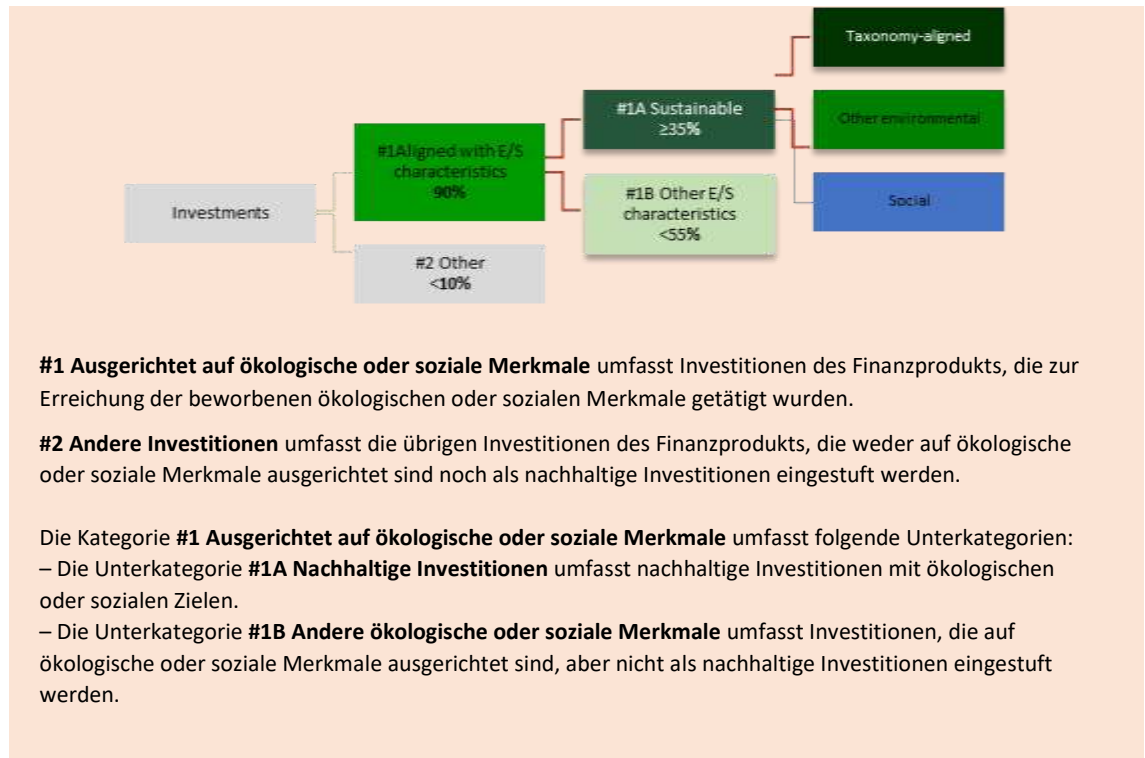 Taxonomy-aligned
#1A Sustainable
≥35%
Other environmental
#1Aligned with E/S
characteristics
90%
#1B Other E/S
characteristics
<55%
Social
Investments
#2 Other
<10%
#1 Ausgerichtet auf ökologische oder soziale Merkmale umfasst Investitionen des Finanzprodukts, die zur
Erreichung der beworbenen ökologischen oder sozialen Merkmale getätigt wurden.
#2 Andere Investitionen umfasst die übrigen Investitionen des Finanzprodukts, die weder auf ökologische
oder soziale Merkmale ausgerichtet sind noch als nachhaltige Investitionen eingestuft werden.
Die Kategorie #1 Ausgerichtet auf ökologische oder soziale Merkmale umfasst folgende Unterkategorien:
– Die Unterkategorie #1A Nachhaltige Investitionen umfasst nachhaltige Investitionen mit ökologischen
oder sozialen Zielen.
– Die Unterkategorie #1B Andere ökologische oder soziale Merkmale umfasst Investitionen, die auf
ökologische oder soziale Merkmale ausgerichtet sind, aber nicht als nachhaltige Investitionen eingestuft
werden.